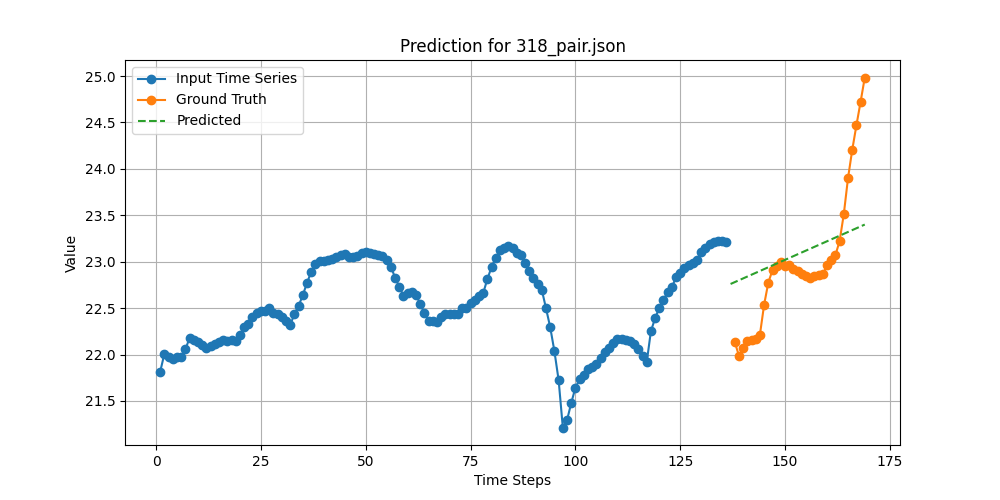 Prediction for 318_pair.json
Input Time Series
Ground Truth
Predicted
25.0
24.5
24.0
23.5
23.0
22.5
22.0
21.5
Value
0 25 50 75 100 125 150 175
Time Steps